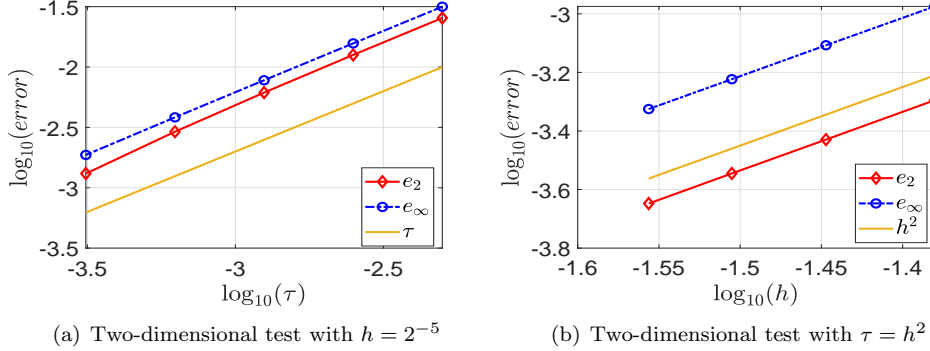 -1.5
-2
-2.5
-3
-3.5
log10(error)
e2
e∞
τ
-3.5
-3
-2.5
log10(τ)
(a) Two-dimensional test with h = 2⁻⁵
-3
-3.2
-3.4
-3.6
-3.8
log10(error)
e2
e∞
h²
-1.6
-1.55
-1.5
-1.45
-1.4
log10(h)
(b) Two-dimensional test with τ = h²